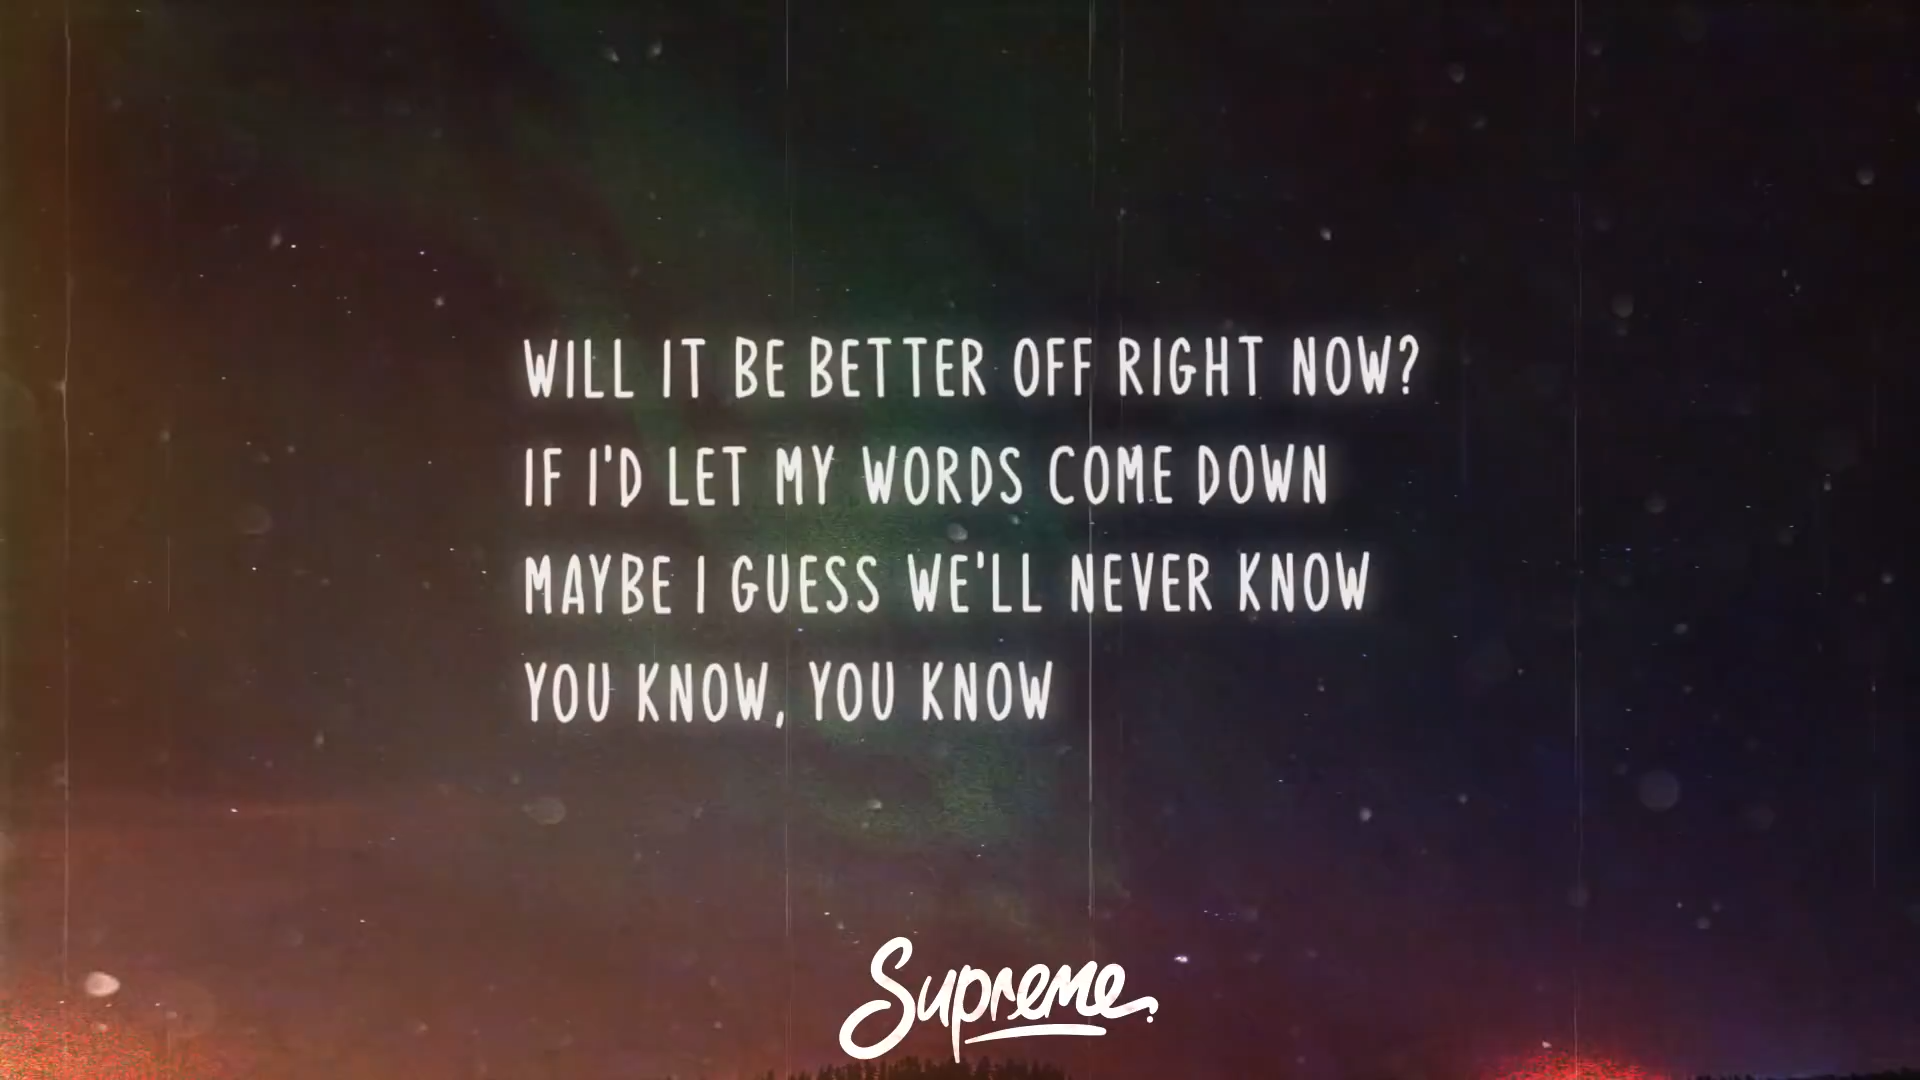 WILL IT BE BETTER OFF RIGHT NOW?
IF I'D LET MY WORDS COME DOWN
MAYBE I GUESS WE'LL NEVER KNOW
YOU KNOW, YOU KNOW
Supreme